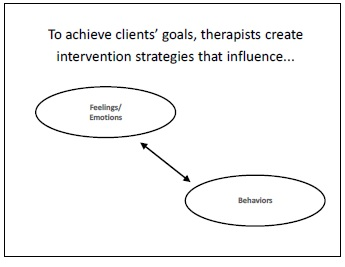 To achieve clients’ goals, therapists create
intervention strategies that influence...
Feelings/
Emotions
Behaviors